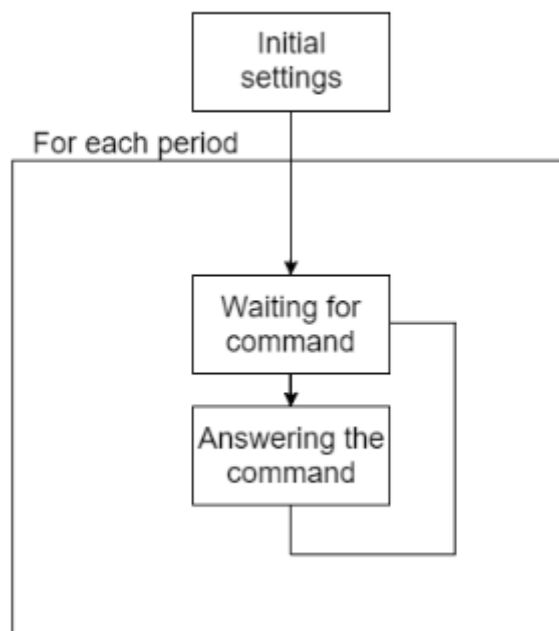 Initial
settings
For each period
Waiting for
command
Answering the
command